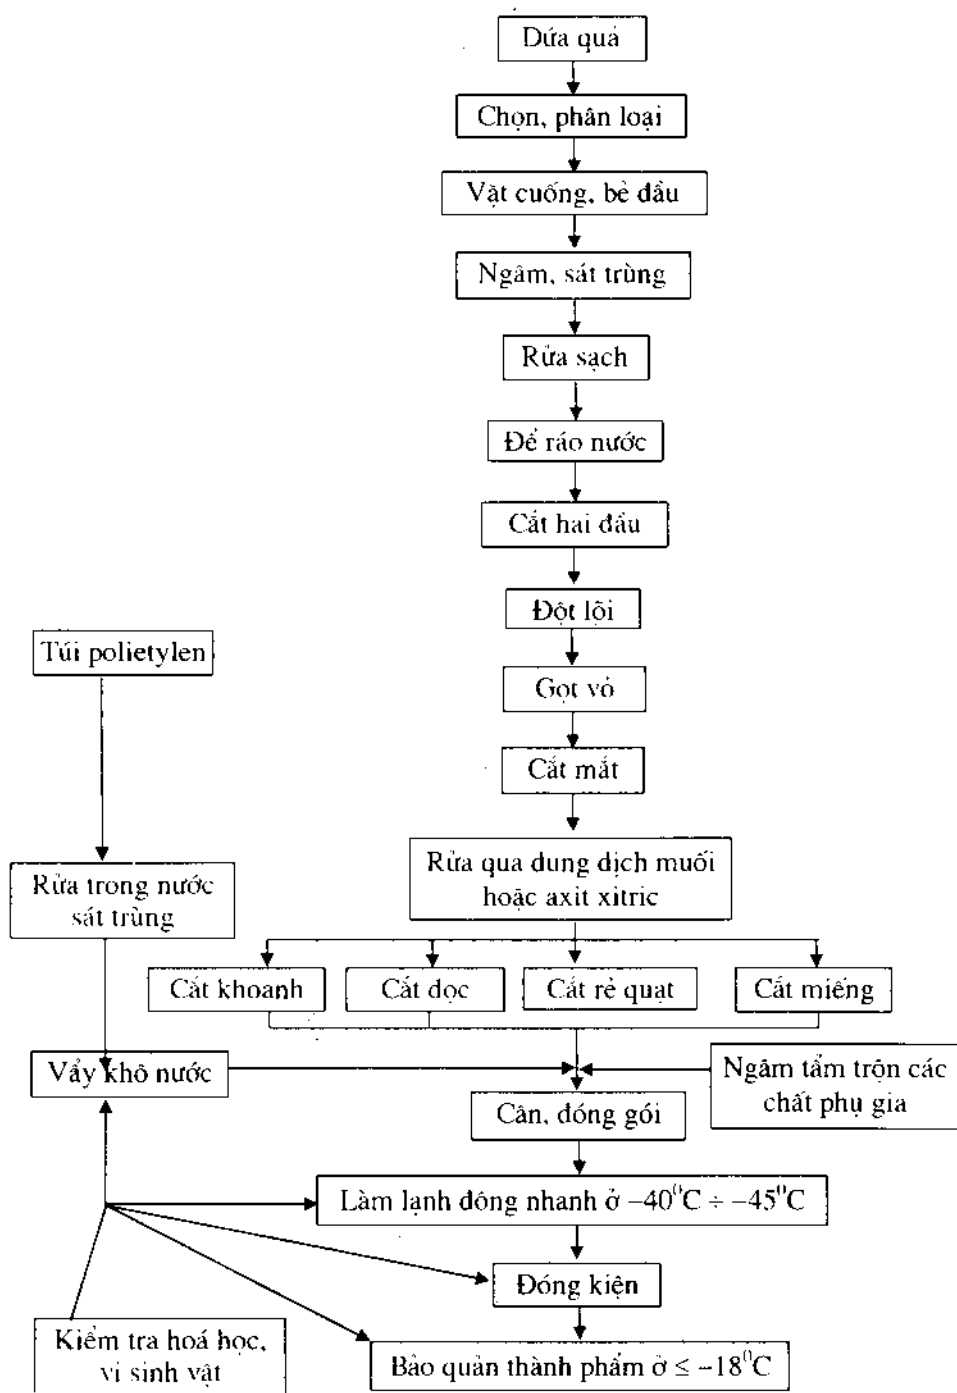 Dứa quả
Chọn, phân loại
Vặt cuống, bẻ đầu
Ngâm, sát trùng
Rửa sạch
Để ráo nước
Cắt hai đầu
Đột lõi
Túi polietylen
Gọt vỏ
Cắt mắt
Rửa qua dung dịch muối
hoặc axit xitric
Rửa trong nước
sát trùng
Cắt khoanh
Cắt dọc
Cắt rẻ quạt
Cắt miếng
Vẩy khô nước
Ngâm tẩm trộn các
chất phụ gia
Cân, đóng gói
Làm lạnh đông nhanh ở –40⁰C ÷ –45⁰C
Đóng kiện
Kiểm tra hoá học,
vi sinh vật
Bảo quản thành phẩm ở ≤ –18⁰C